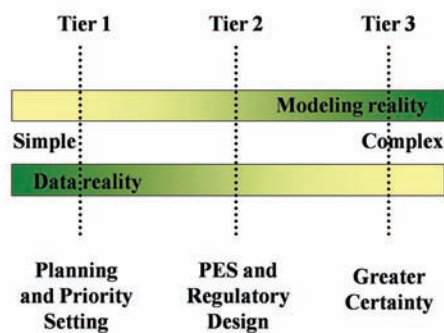 Tier 1 Tier 2 Tier 3
Modeling reality
Simple Complex
Data reality
Planning and Priority Setting
PES and Regulatory Design
Greater Certainty